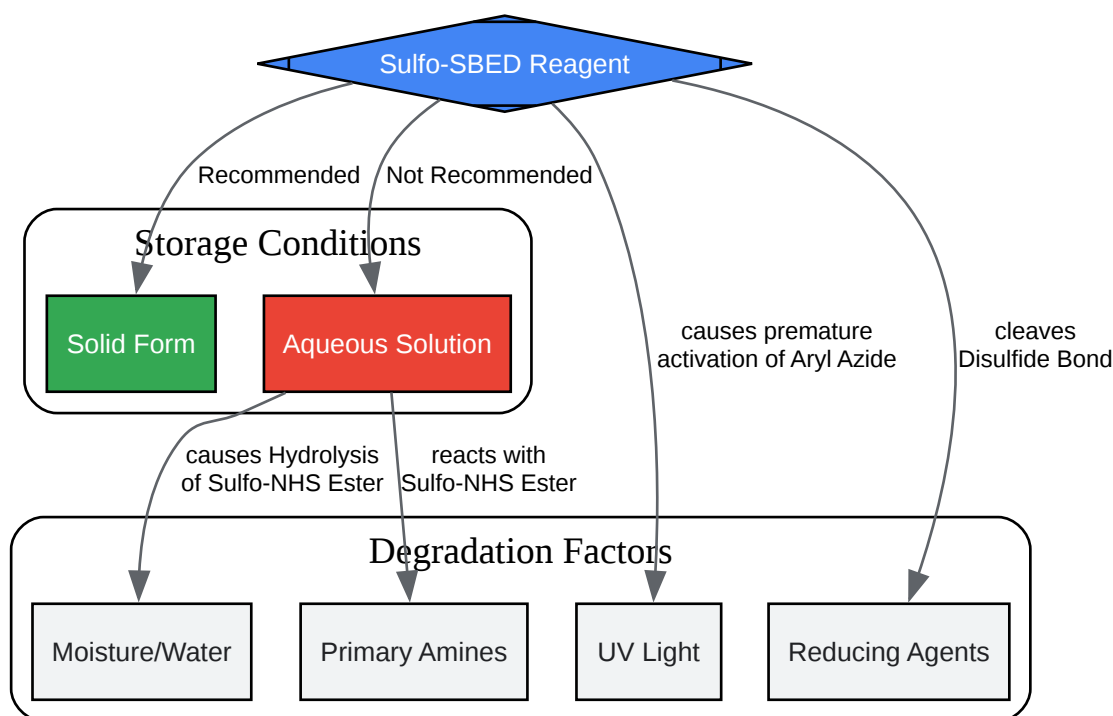 Sulfo-SBED Reagent
Recommended
Not Recommended
Storage Conditions
Solid Form
Aqueous Solution
causes premature
activation of Aryl Azide
cleaves
Disulfide Bond
causes Hydrolysis
of Sulfo-NHS Ester
reacts with
Sulfo-NHS Ester
Degradation Factors
Moisture/Water
Primary Amines
UV Light
Reducing Agents